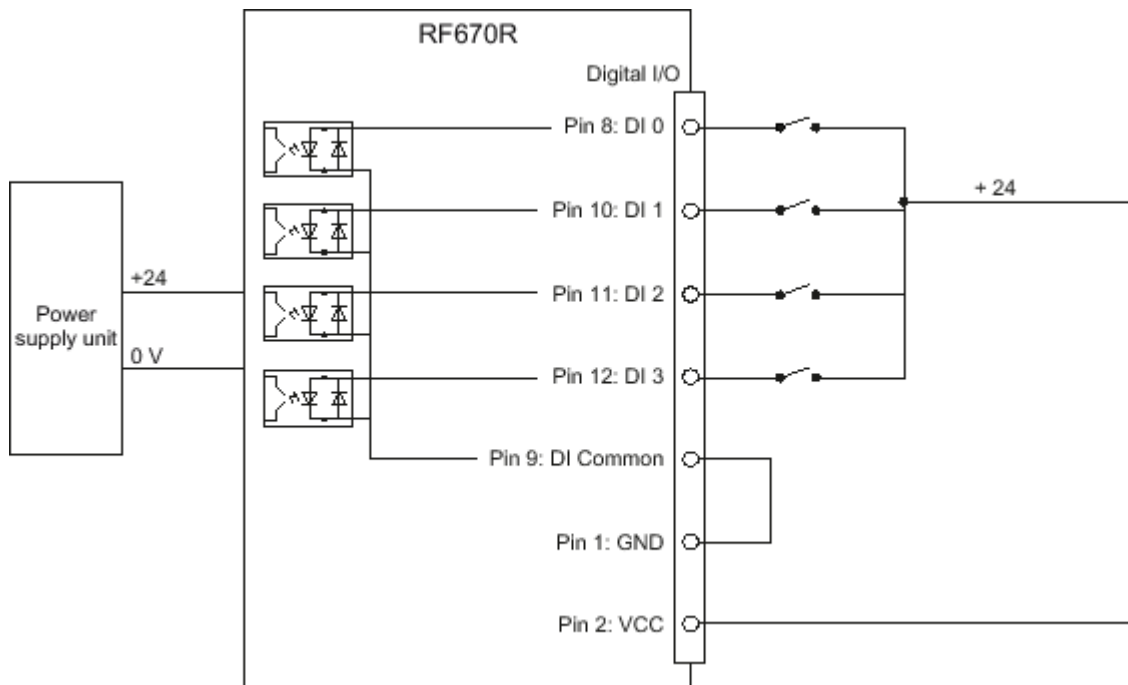 RF670R
Digital I/O
Pin 8: DI 0
+ 24
Pin 10: DI 1
+24
Pin 11: DI 2
Power
supply unit
0 V
Pin 12: DI 3
Pin 9: DI Common
Pin 1: GND
Pin 2: VCC